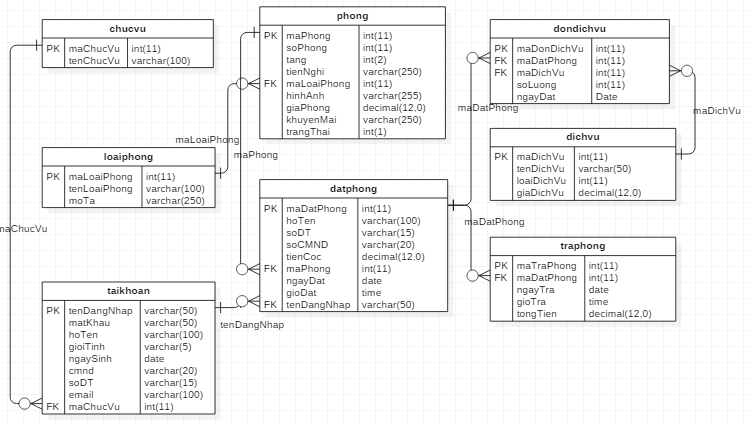 chucvu
PK maChucVu int(11)
tenChucVu varchar(100)
phong
PK maPhong int(11)
soPhong int(11)
tang int(2)
tienNghi varchar(250)
FK maLoaiPhong int(11)
hinhAnh varchar(255)
giaPhong decimal(12,0)
khuyenMai varchar(250)
trangThai int(1)
dondichvu
PK maDonDichVu int(11)
FK maDatPhong int(11)
FK maDichVu int(11)
soLuong int(11)
ngayDat Date
maDatPhong
maDichVu
maLoaiPhong
maPhong
loaiphong
PK maLoaiPhong int(11)
tenLoaiPhong varchar(100)
moTa varchar(250)
dichvu
PK maDichVu int(11)
tenDichVu varchar(50)
loaiDichVu int(11)
giaDichVu decimal(12,0)
datphong
PK maDatPhong int(11)
hoTen varchar(100)
soDT varchar(15)
soCMND varchar(20)
tienCoc decimal(12,0)
FK maPhong int(11)
ngayDat date
gioDat time
FK tenDangNhap varchar(50)
maDatPhong
maChucVu
traphong
PK maTraPhong int(11)
FK maDatPhong int(11)
ngayTra date
gioTra time
tongTien decimal(12,0)
taikhoan
PK tenDangNhap varchar(50)
matKhau varchar(50)
hoTen varchar(100)
gioiTinh varchar(5)
ngaySinh date
cmnd varchar(20)
soDT varchar(15)
email varchar(100)
FK maChucVu int(11)
tenDangNhap